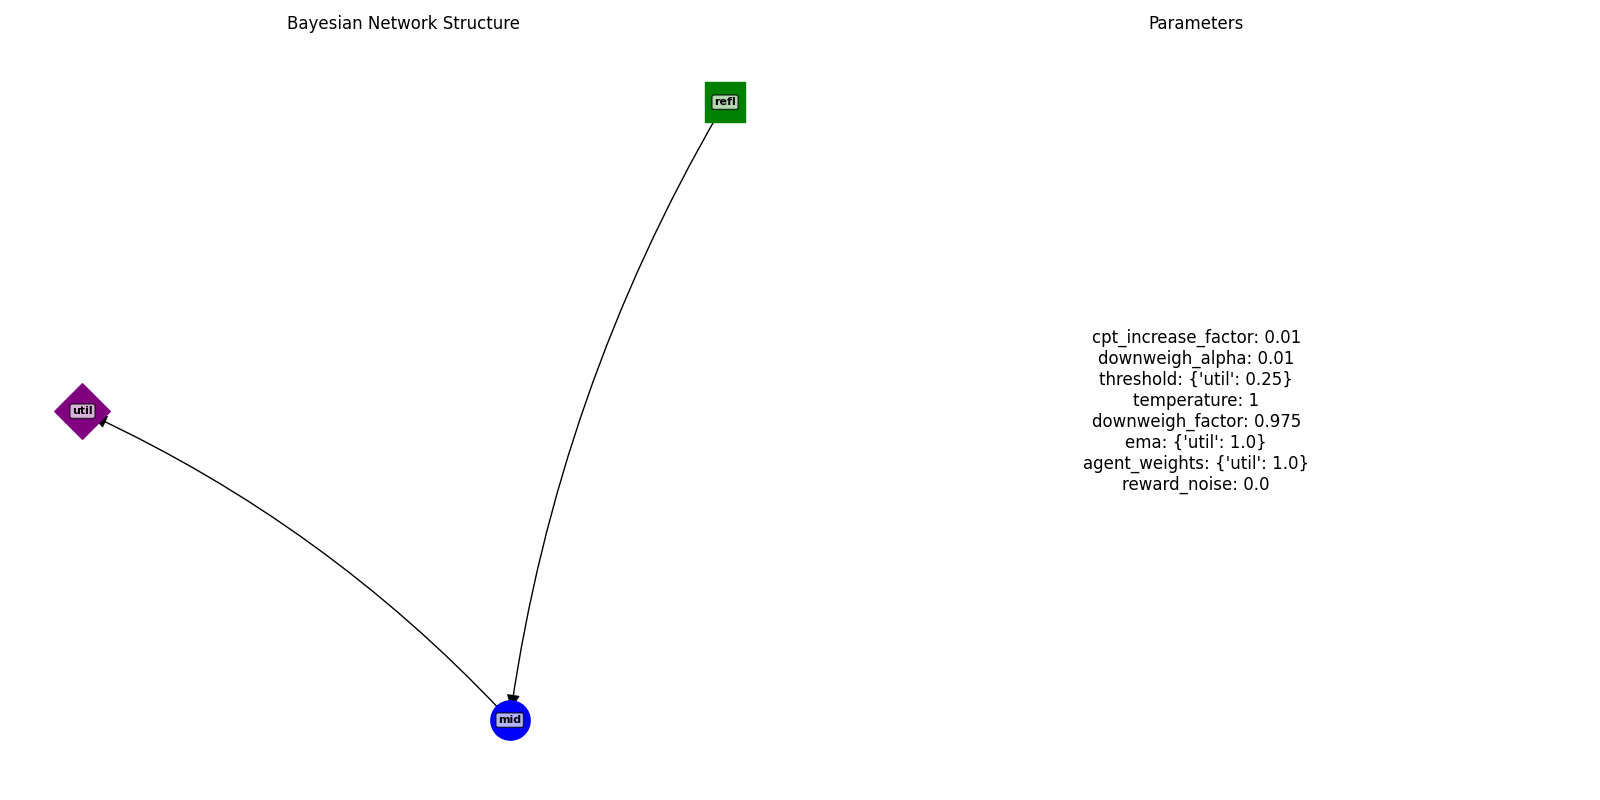 Bayesian Network Structure
Parameters
refl
util
mid
cpt_increase_factor: 0.01
downweigh_alpha: 0.01
threshold: {'util': 0.25}
temperature: 1
downweigh_factor: 0.975
ema: {'util': 1.0}
agent_weights: {'util': 1.0}
reward_noise: 0.0